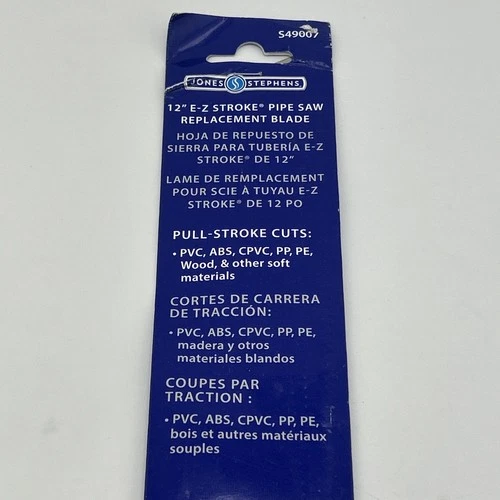 S49007
JONES STEPHENS
12" E-Z STROKE® PIPE SAW
REPLACEMENT BLADE
HOJA DE REPUESTO DE
SIERRA PARA TUBERÍA E-Z
STROKE® DE 12"
LAME DE REMPLACEMENT
POUR SCIE À TUYAU E-Z
STROKE® DE 12 PO
PULL-STROKE CUTS:
• PVC, ABS, CPVC, PP, PE,
Wood, & other soft
materials
CORTES DE CARRERA
DE TRACCIÓN:
• PVC, ABS, CPVC, PP, PE,
madera y otros
materiales blandos
COUPES PAR
TRACTION :
• PVC, ABS, CPVC, PP, PE,
bois et autres matériaux
souples